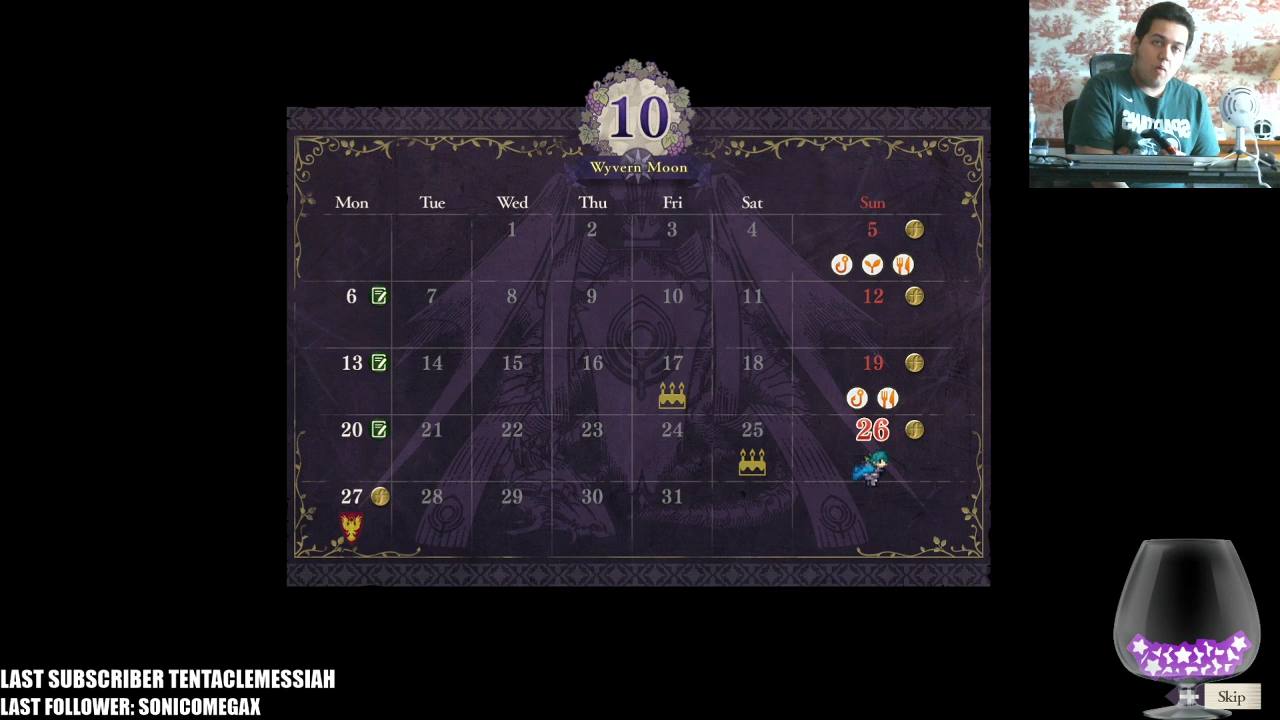 10
Wyvern Moon
Mon Tue Wed Thu Fri Sat Sun
1 2 3 4 5
6 7 8 9 10 11 12
13 14 15 16 17 18 19
20 21 22 23 24 25 26
27 28 29 30 31
LAST SUBSCRIBER TENTACLEMESSIAH
LAST FOLLOWER: SONICOMEGAX
Skip